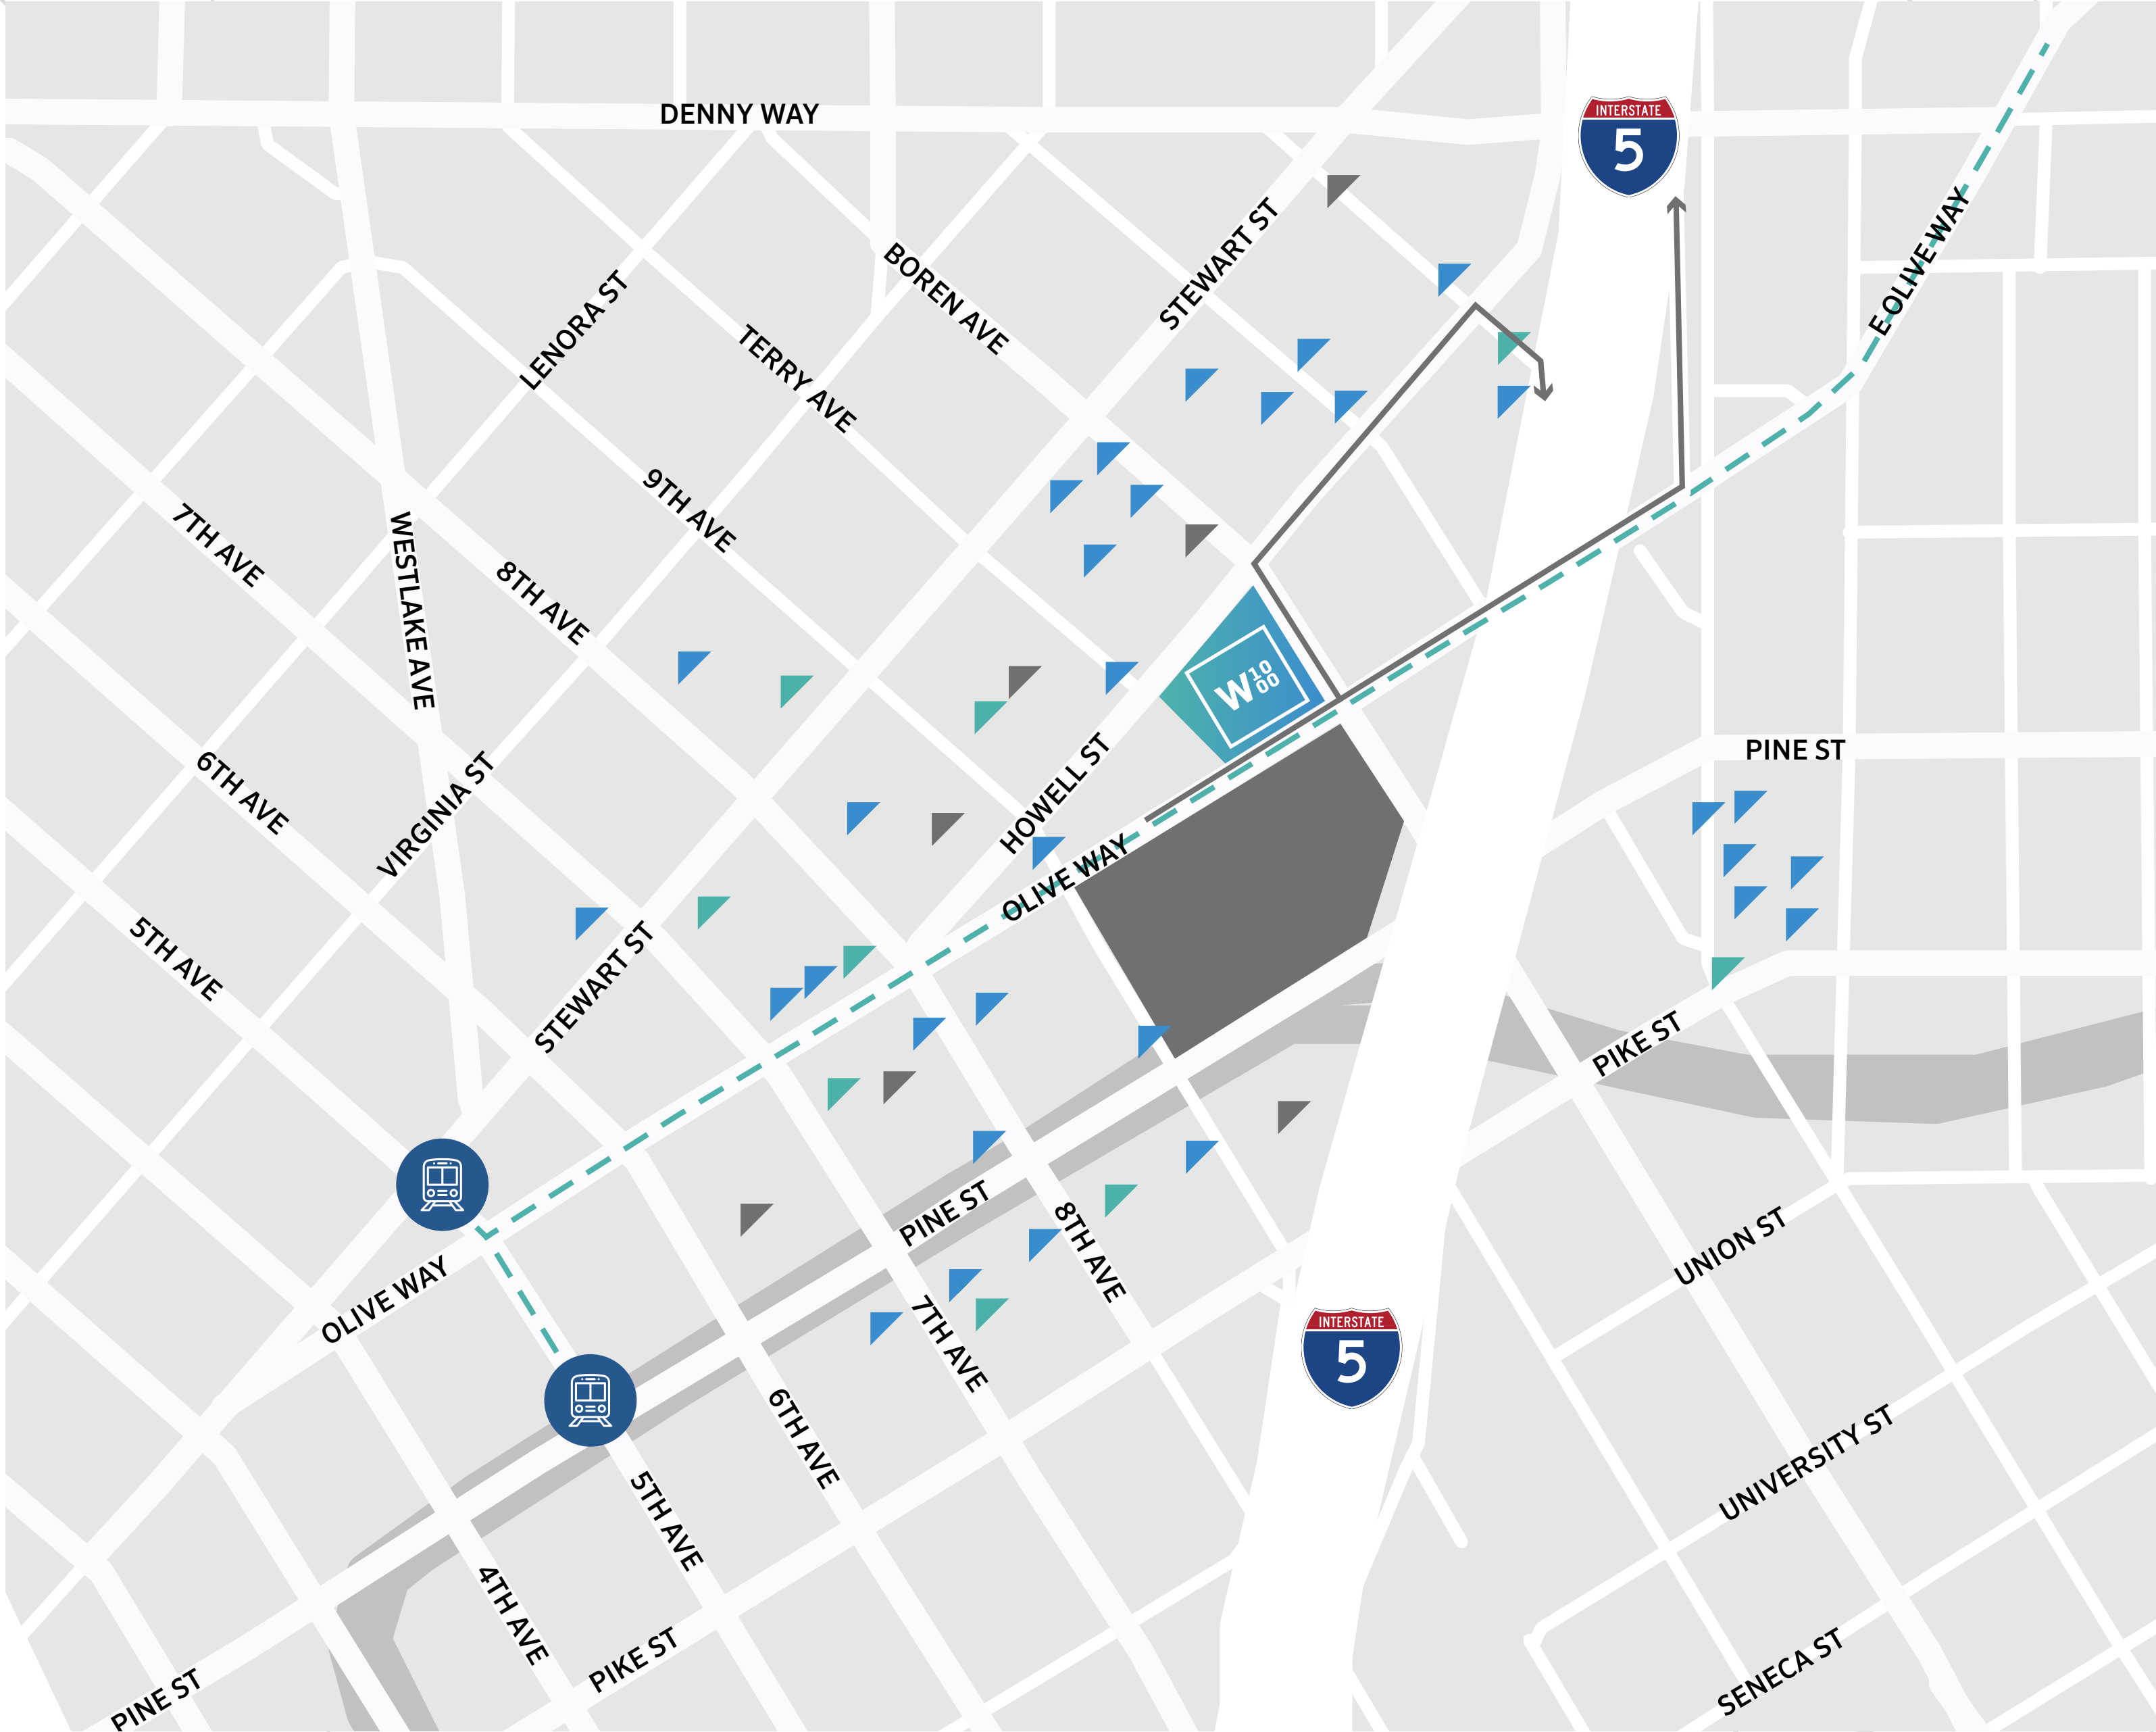 DENNY WAY
INTERSTATE
5
E OLIVE WAY
STEWART ST
BOREN AVE
LENORA ST
TERRY AVE
9TH AVE
7TH AVE
WESTLAKE AVE
8TH AVE
W 10
00
HOWELL ST
PINE ST
6TH AVE
VIRGINIA ST
OLIVE WAY
5TH AVE
STEWART ST
PIKE ST
PINE ST
8TH AVE
UNION ST
OLIVE WAY
7TH AVE
INTERSTATE
5
6TH AVE
UNIVERSITY ST
5TH AVE
4TH AVE
PIKE ST
SENECA ST
PINE ST